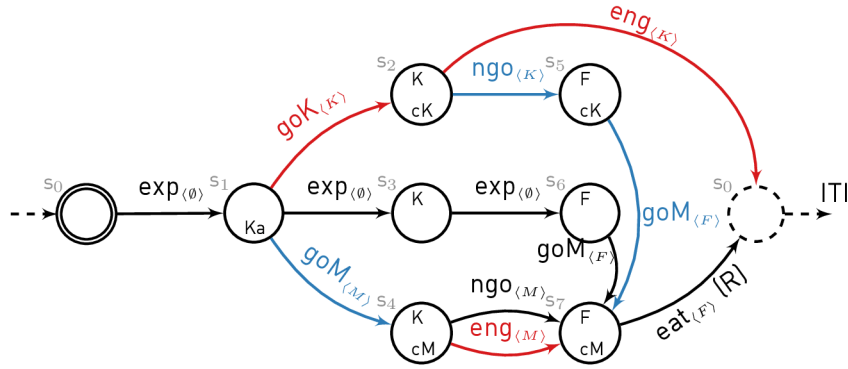 eng⟨K⟩
s2 K cK
ngo⟨K⟩
s5 F cK
goK⟨K⟩
s0
exp⟨∅⟩
s1 Ka
exp⟨∅⟩
s3 K
exp⟨∅⟩
s6 F
goM⟨F⟩
s0
ITI
goM⟨F⟩
goM⟨M⟩
s4 K cM
ngo⟨M⟩
eng⟨M⟩
s7 F cM
eat⟨F⟩ (R)